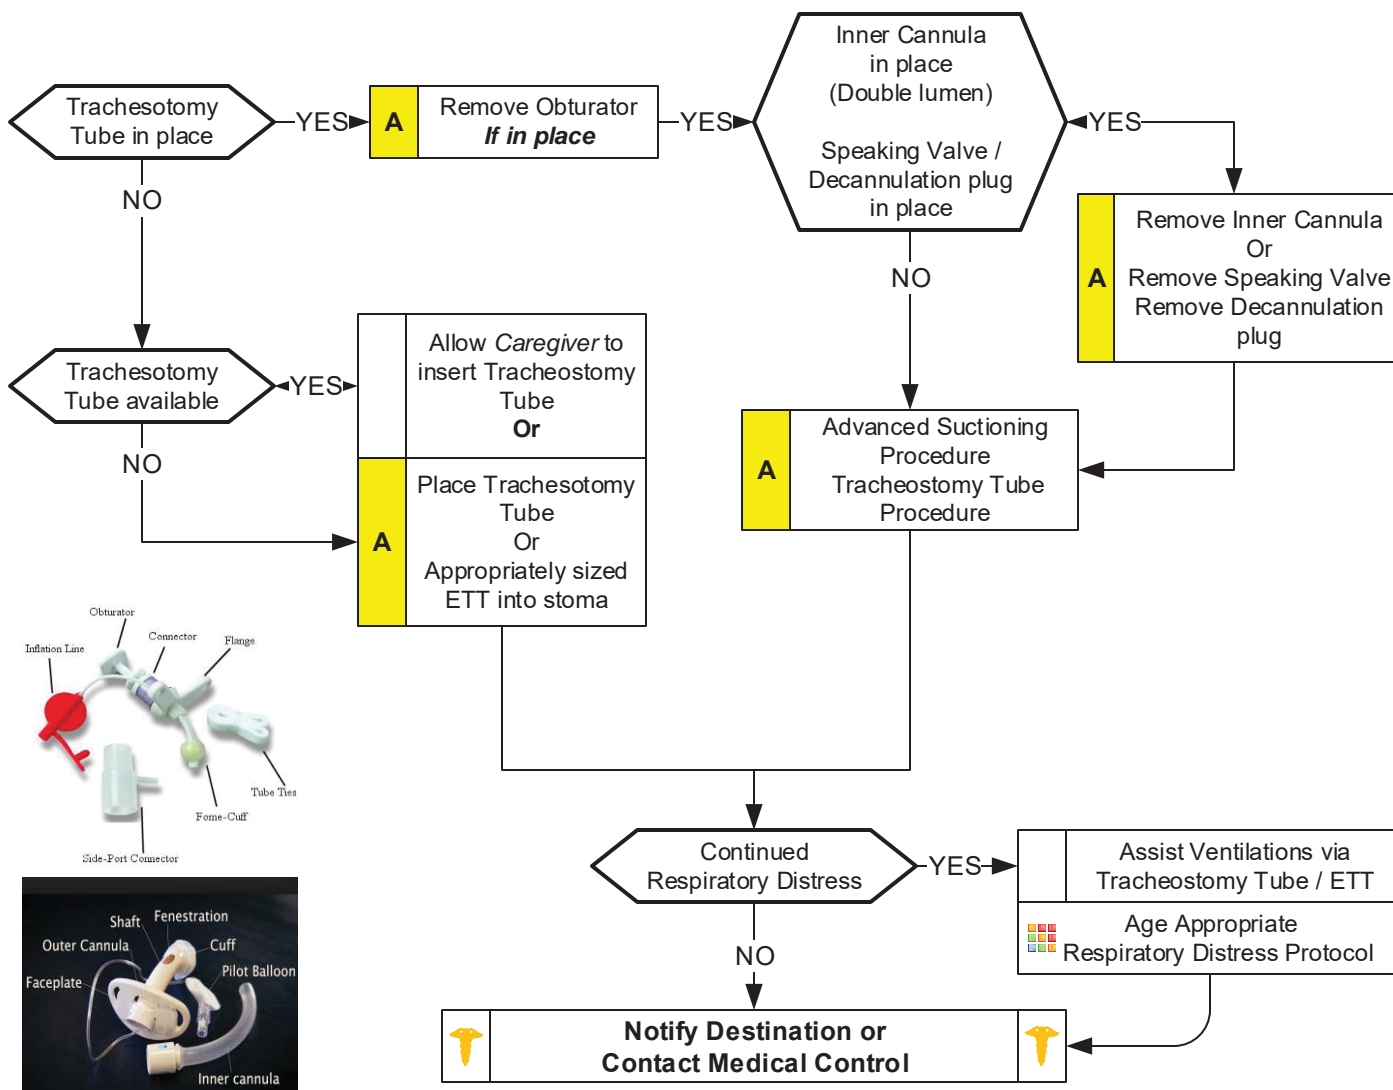 Trachesotomy
Tube in place
YES
A
Remove Obturator
If in place
YES
Inner Cannula
in place
(Double lumen)
Speaking Valve /
Decannulation plug
in place
YES
NO
NO
A
Remove Inner Cannula
Or
Remove Speaking Valve
Remove Decannulation
plug
Trachesotomy
Tube available
YES
Allow Caregiver to
insert Tracheostomy
Tube
Or
NO
A
Place Trachesotomy
Tube
Or
Appropriately sized
ETT into stoma
A
Advanced Suctioning
Procedure
Tracheostomy Tube
Procedure
Obturator
Connector
Flange
Inflation Line
Tube Ties
Fome-Cuff
Side-Port Connector
Continued
Respiratory Distress
YES
Assist Ventilations via
Tracheostomy Tube / ETT
Age Appropriate
Respiratory Distress Protocol
NO
Shaft
Fenestration
Outer Cannula
Cuff
Faceplate
Pilot Balloon
Inner cannula
Notify Destination or
Contact Medical Control